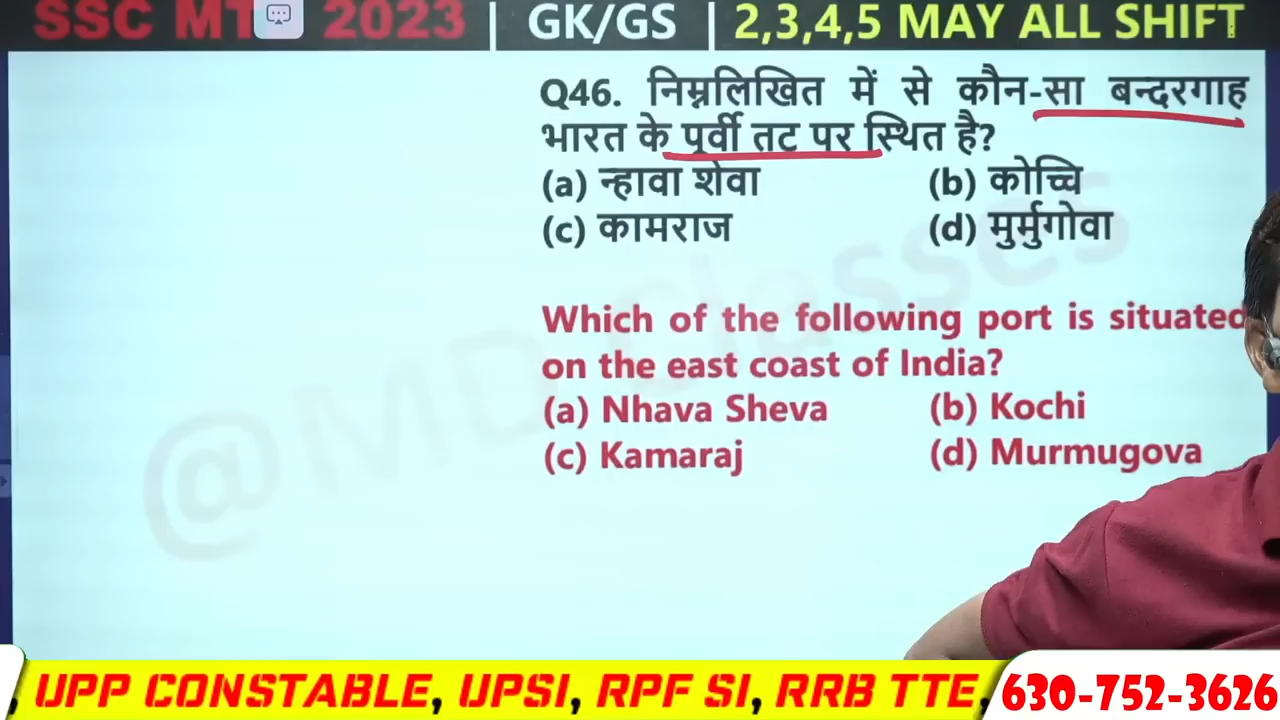 SSC MT 2023 | GK/GS | 2,3,4,5 MAY ALL SHIFT
Q46. निम्नलिखित में से कौन-सा बन्दरगाह
भारत के पूर्वी तट पर स्थित है?
(a) न्हावा शेवा (b) कोच्चि
(c) कामराज (d) मुर्मुगोवा
Which of the following port is situated
on the east coast of India?
(a) Nhava Sheva (b) Kochi
(c) Kamaraj (d) Murmugova
@MD Classes
, UPP CONSTABLE, UPSI, RPF SI, RRB TTE,
630-752-3626